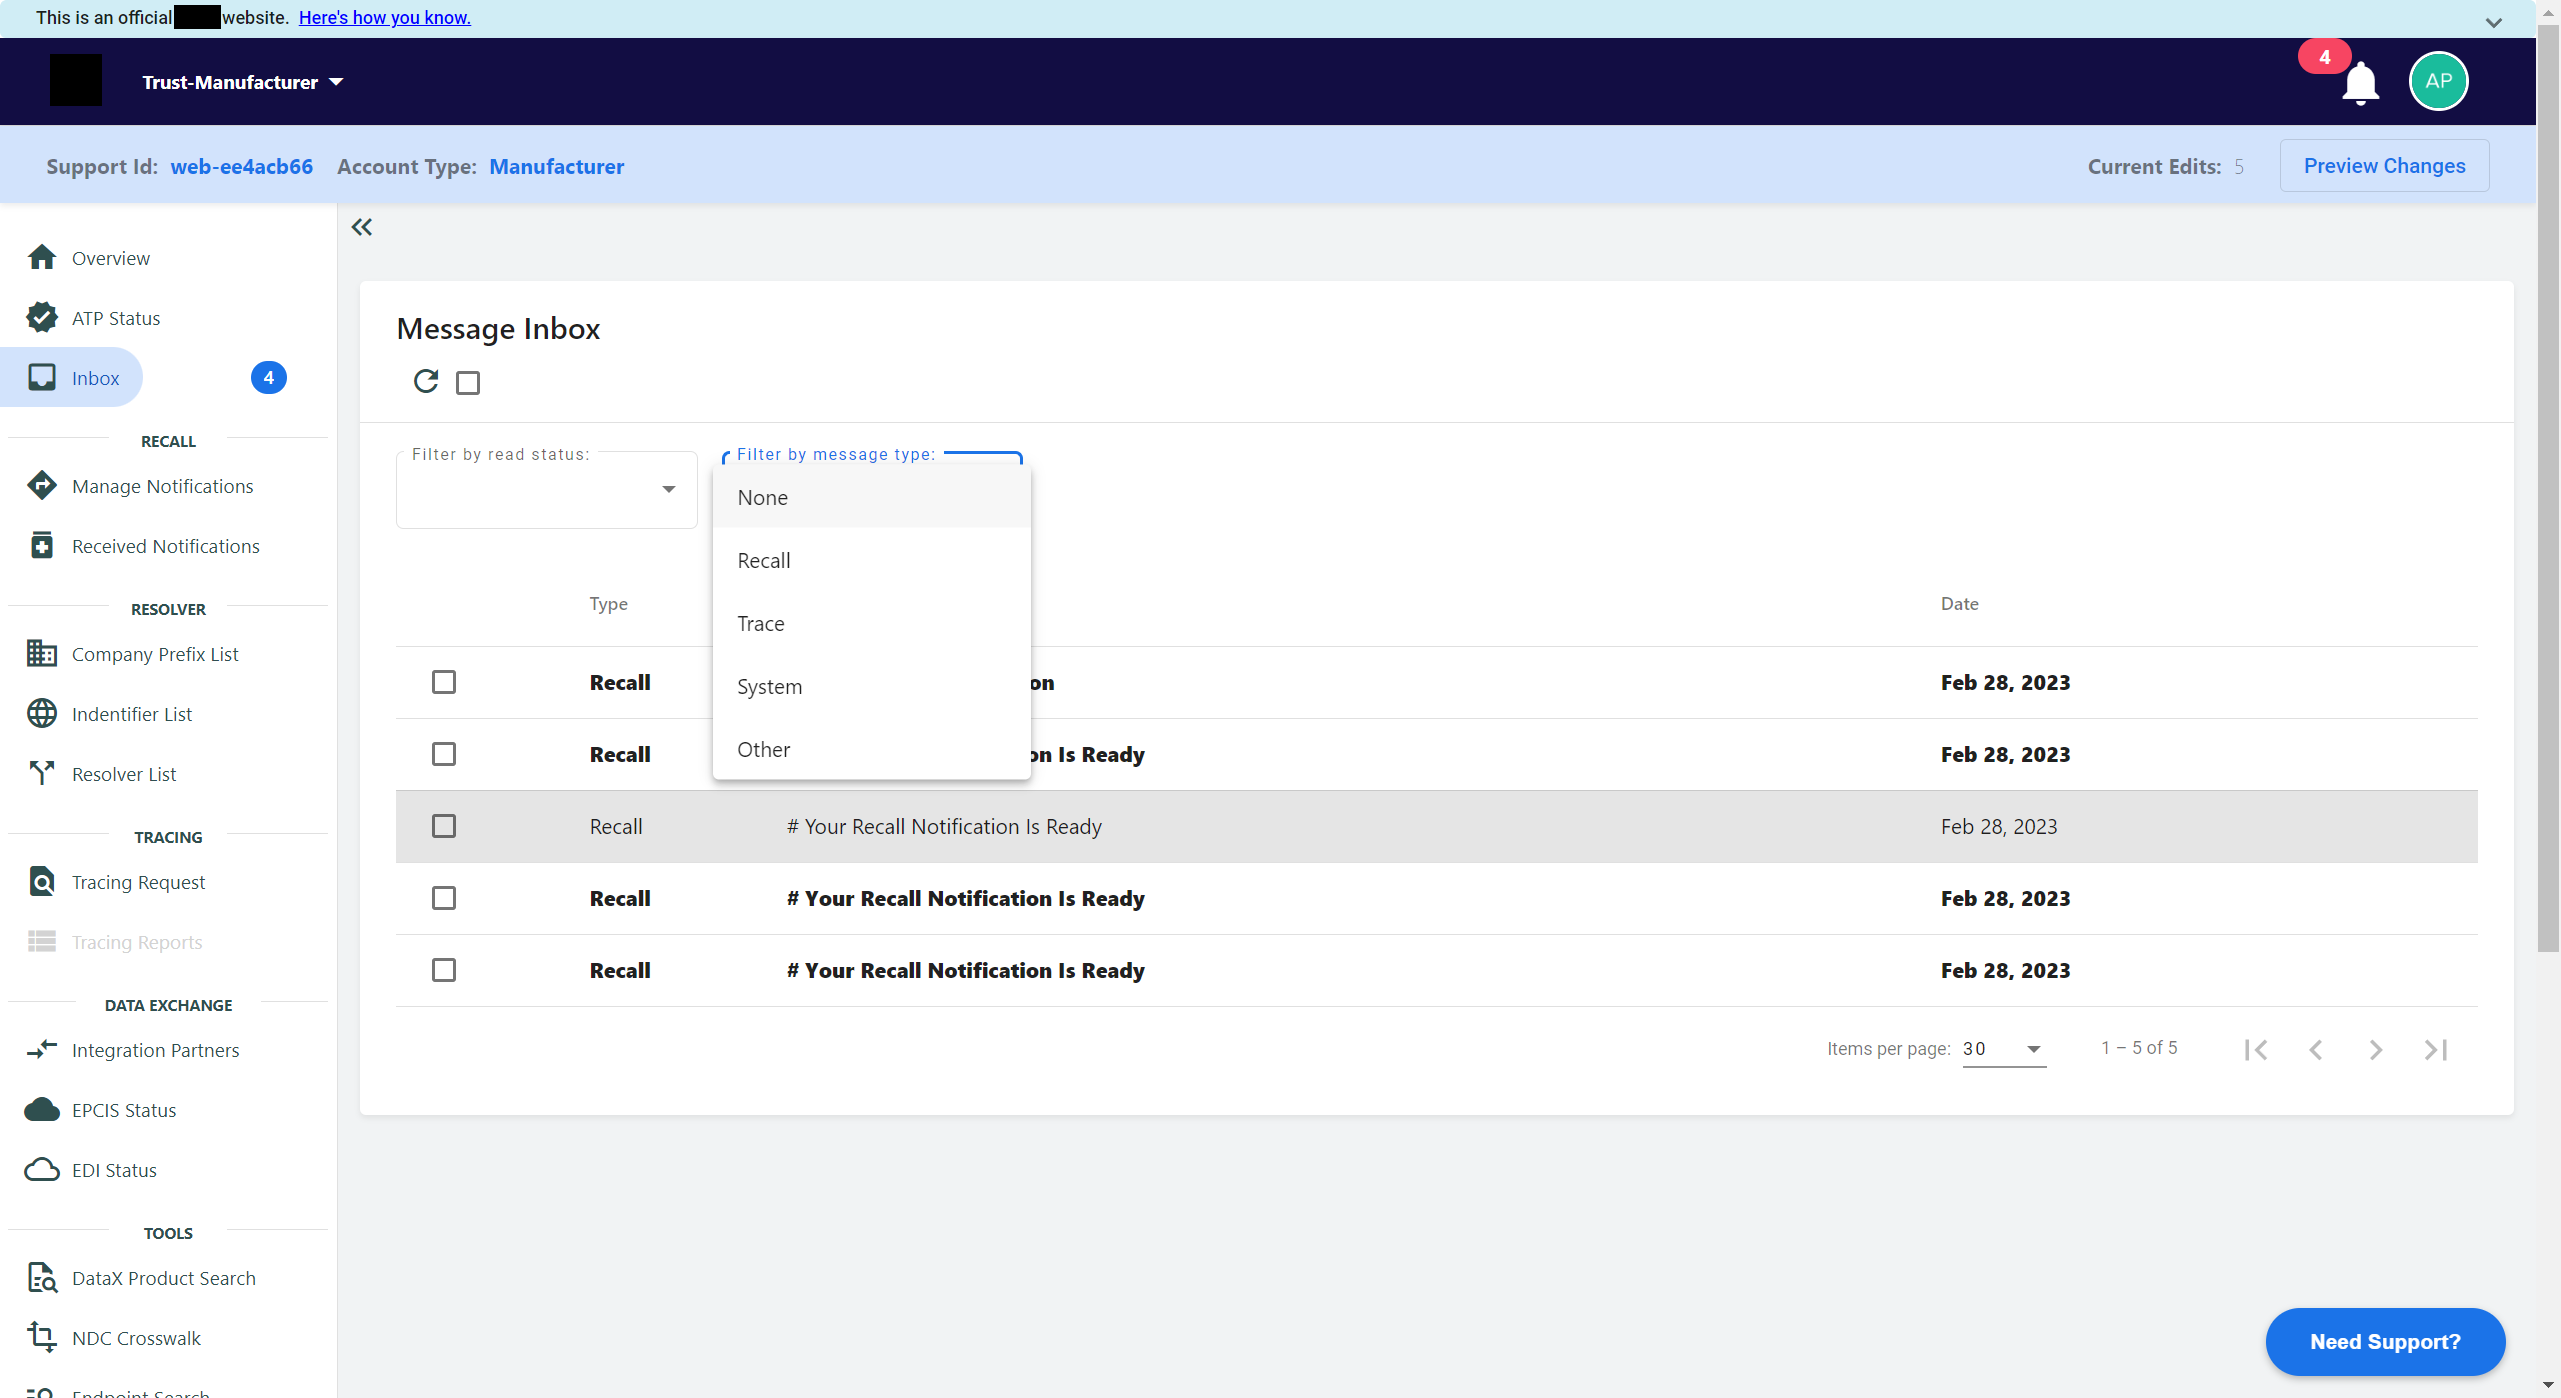 This is an official website. Here's how you know.
Trust-Manufacturer
4
AP
Support Id: web-ee4acb66 Account Type: Manufacturer
Current Edits: 5
Preview Changes
Overview
ATP Status
Inbox 4
RECALL
Manage Notifications
Received Notifications
RESOLVER
Company Prefix List
Indentifier List
Resolver List
TRACING
Tracing Request
Tracing Reports
DATA EXCHANGE
Integration Partners
EPCIS Status
EDI Status
TOOLS
DataX Product Search
NDC Crosswalk
Endpoint Search
Message Inbox
Filter by read status:
Filter by message type:
None
Recall
Trace
System
Other
Type Date
Recall on Feb 28, 2023
Recall on Is Ready Feb 28, 2023
Recall # Your Recall Notification Is Ready Feb 28, 2023
Recall # Your Recall Notification Is Ready Feb 28, 2023
Recall # Your Recall Notification Is Ready Feb 28, 2023
Items per page: 30 1 – 5 of 5
Need Support?